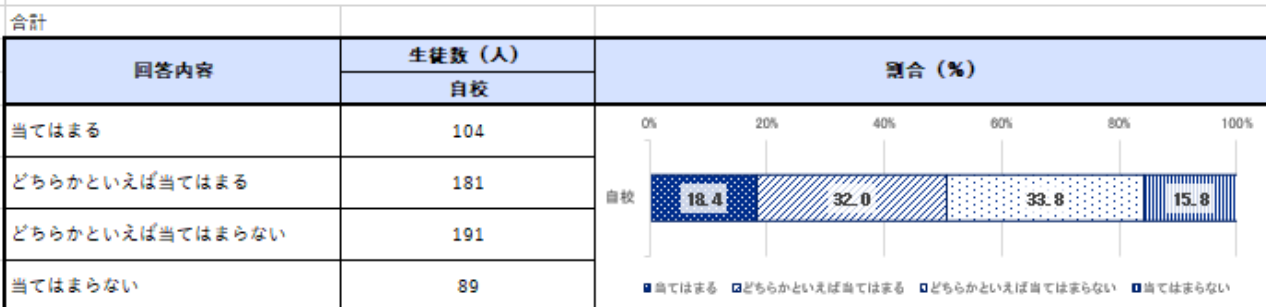 合計
回答内容 生徒数（人） 割合（%）
自校
当てはまる 104
どちらかといえば当てはまる 181
どちらかといえば当てはまらない 191
当てはまらない 89
0% 20% 40% 60% 80% 100%
自校 18.4 32.0 33.8 15.8
当てはまる どちらかといえば当てはまる どちらかといえば当てはまらない 当てはまらない